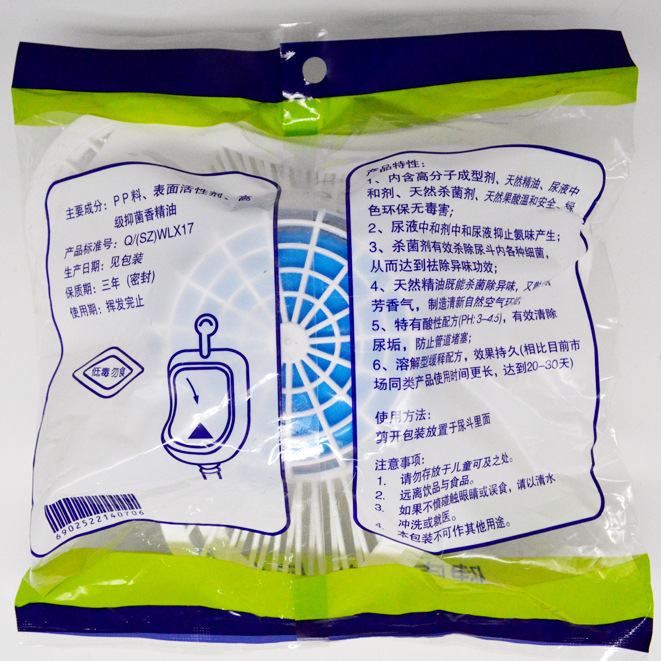 主要成分：PP料、表面活性剂、高
级抑菌香精油
产品标准号：Q/(SZ)WLX17
生产日期：见包装
保质期：三年（密封）
使用期：挥发完止
低毒勿食
6902522140706
产品特性：
1、内含高分子成型剂、天然精油、尿液中
和剂、天然杀菌剂、天然果酸温和安全、绿
色环保无毒害；
2、尿液中和剂中和尿液抑止氨味产生；
3、杀菌剂有效杀除尿斗内各种细菌，
从而达到祛除异味功效；
4、天然精油既能杀菌除异味，又
芳香气，制造清新自然空气环
5、特有酸性配方(PH：3-4.5)，有效清除
尿垢，防止管道堵塞；
6、溶解型缓释配方，效果持久(相比目前市
场同类产品使用时间更长，达到20-30天)
使用方法：
剪开包装放置于尿斗里面
注意事项：
1. 请勿存放于儿童可及之处。
2. 远离饮品与食品。
3. 如果不慎碰触眼睛或误食，请以清水
冲洗或就医。
4. 本包装不可作其他用途。